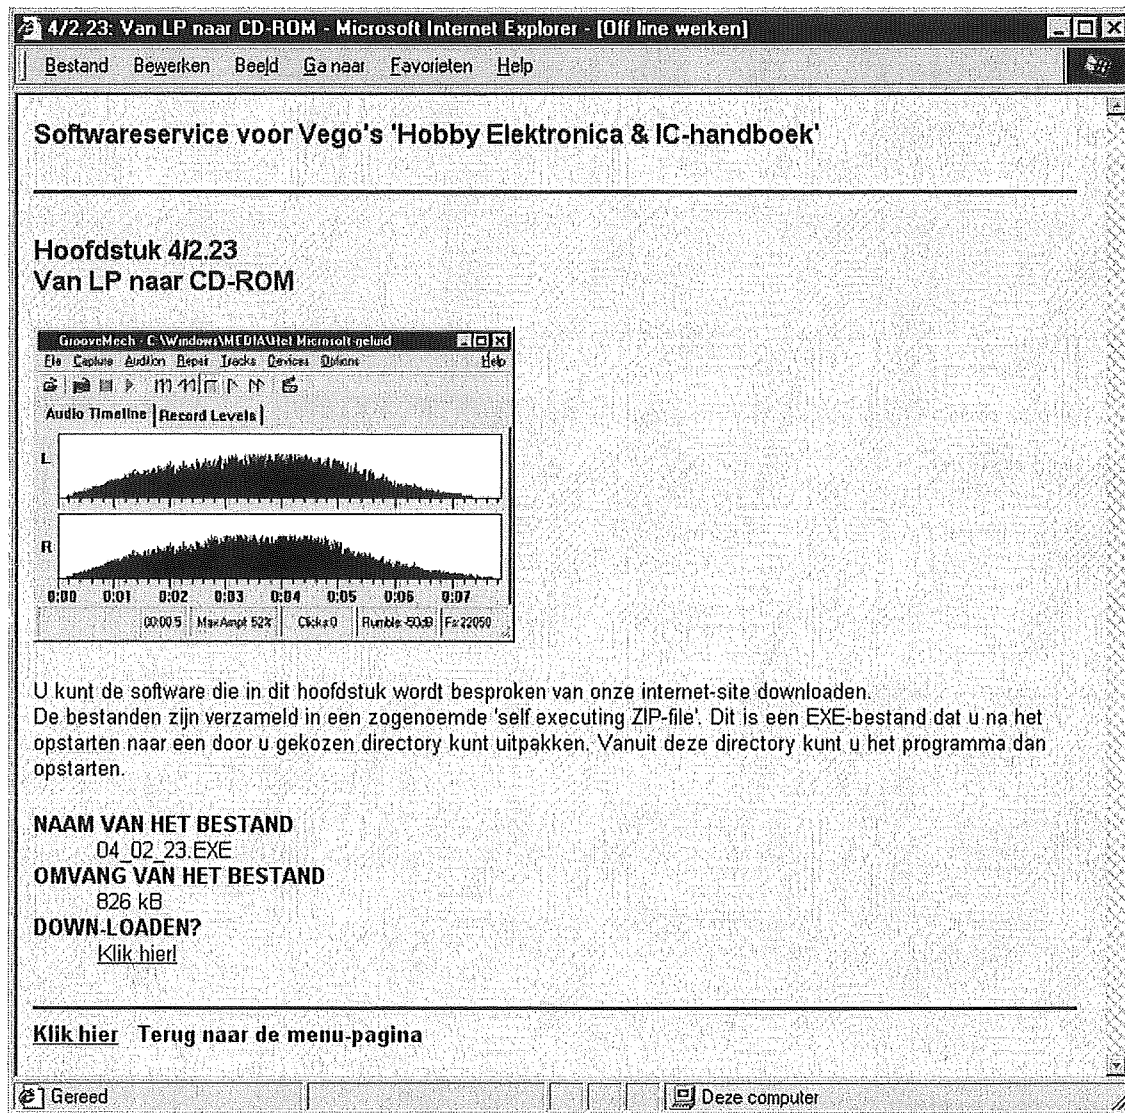 4/2.23: Van LP naar CD-ROM - Microsoft Internet Explorer - [Off line werken]
Bestand Bewerken Beeld Ga naar Favorieten Help
Softwareservice voor Vego's 'Hobby Elektronica & IC-handboek'
Hoofdstuk 4/2.23
Van LP naar CD-ROM
GrooveMech - C:\Windows\MEDIA\Het Microsoft-geluid
File Capture Audition Repair Tracks Devices Options Help
Audio Timeline Record Levels
L
R
0:00 0:01 0:02 0:03 0:04 0:05 0:06 0:07
00:00:5 Max Ampt 52% Clicks 0 Rumble -50dB Fs 22050
U kunt de software die in dit hoofdstuk wordt besproken van onze internet-site downloaden.
De bestanden zijn verzameld in een zogenoemde 'self executing ZIP-file'. Dit is een EXE-bestand dat u na het
opstarten naar een door u gekozen directory kunt uitpakken. Vanuit deze directory kunt u het programma dan
opstarten.
NAAM VAN HET BESTAND
04_02_23.EXE
OMVANG VAN HET BESTAND
826 kB
DOWN-LOADEN?
Klik hier!
Klik hier Terug naar de menu-pagina
Gereed Deze computer